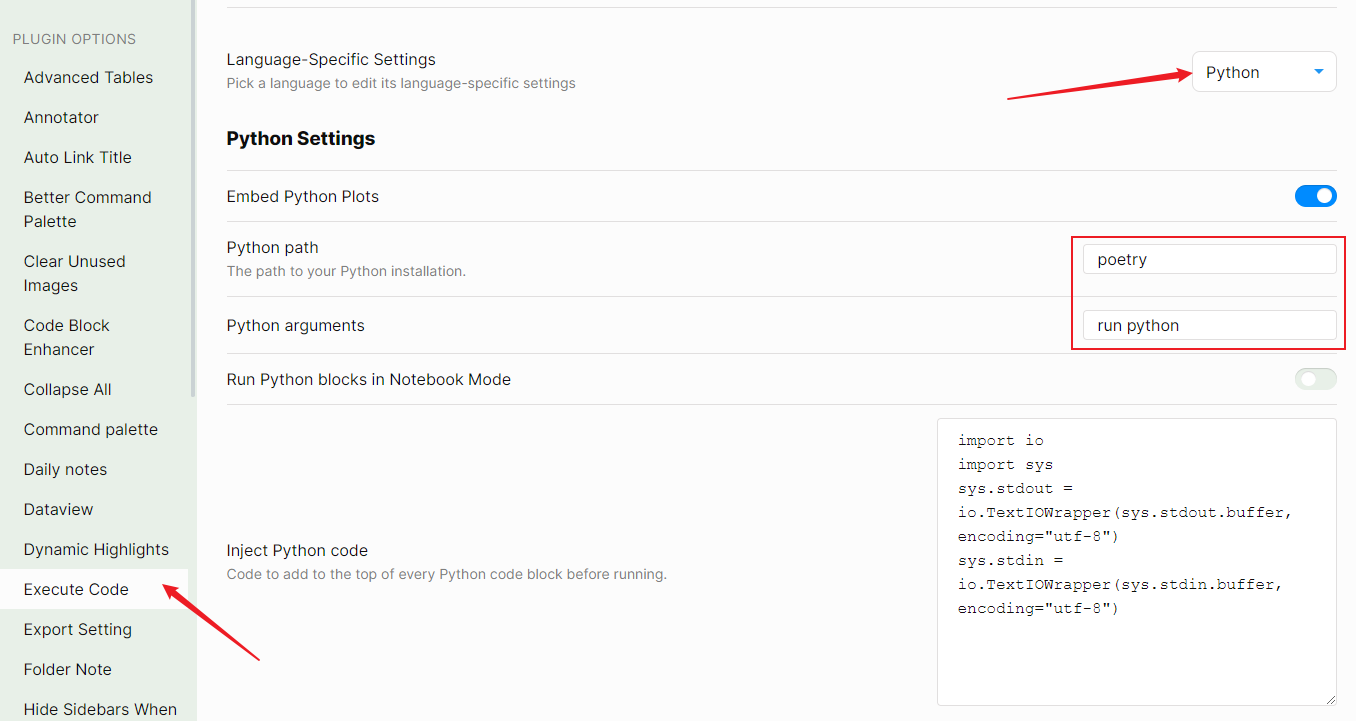 PLUGIN OPTIONS
Advanced Tables
Annotator
Auto Link Title
Better Command
Palette
Clear Unused
Images
Code Block
Enhancer
Collapse All
Command palette
Daily notes
Dataview
Dynamic Highlights
Execute Code
Export Setting
Folder Note
Hide Sidebars When
Language-Specific Settings
Pick a language to edit its language-specific settings
Python
Python Settings
Embed Python Plots
Python path
The path to your Python installation.
poetry
Python arguments
run python
Run Python blocks in Notebook Mode
Inject Python code
Code to add to the top of every Python code block before running.
import io
import sys
sys.stdout =
io.TextIOWrapper(sys.stdout.buffer,
encoding="utf-8")
sys.stdin =
io.TextIOWrapper(sys.stdin.buffer,
encoding="utf-8")